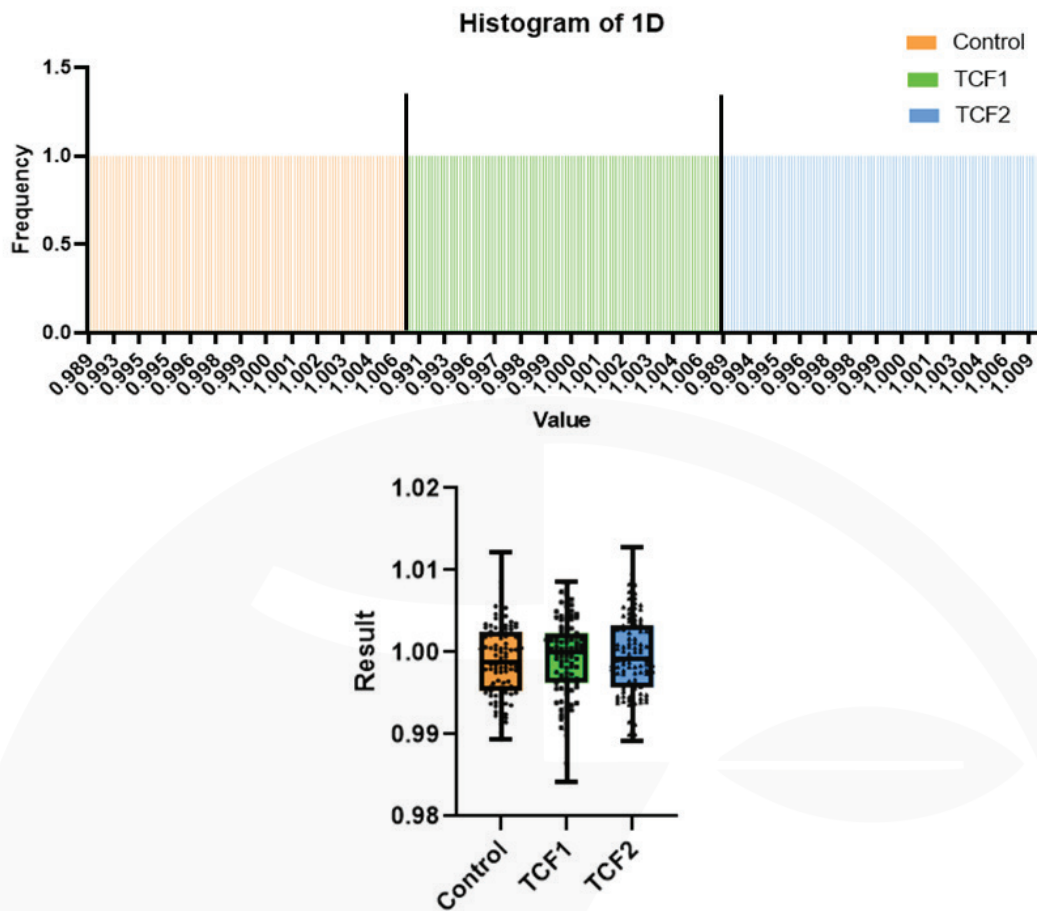 Histogram of 1D
Control
TCF1
TCF2
Frequency
1.5
1.0
0.5
0.0
0.989 0.993 0.995 0.995 0.996 0.998 0.999 1.000 1.001 1.002 1.003 1.004 1.006 0.991 0.993 0.996 0.997 0.998 0.999 1.000 1.001 1.002 1.003 1.004 1.006 0.989 0.994 0.995 0.996 0.998 0.998 0.999 1.000 1.001 1.003 1.004 1.006 1.009
Value
Result
1.02
1.01
1.00
0.99
0.98
Control TCF1 TCF2